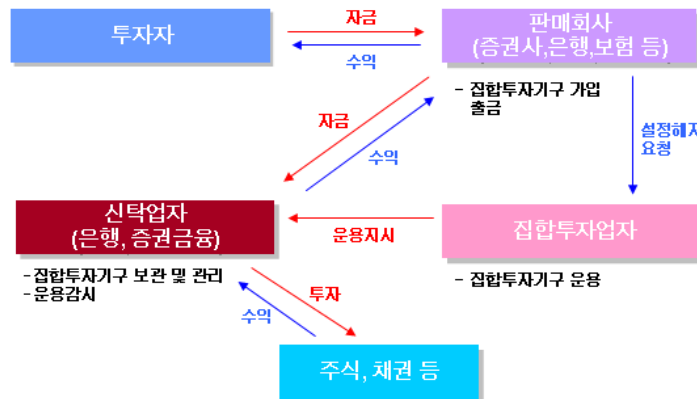 투자자
자금
수익
판매회사
(증권사,은행,보험 등)
- 집합투자기구 가입
출금
자금
수익
설정해지
요청
신탁업자
(은행, 증권금융)
운용지시
집합투자업자
-집합투자기구 보관 및 관리
-운용감시
- 집합투자기구 운용
투자
수익
주식, 채권 등